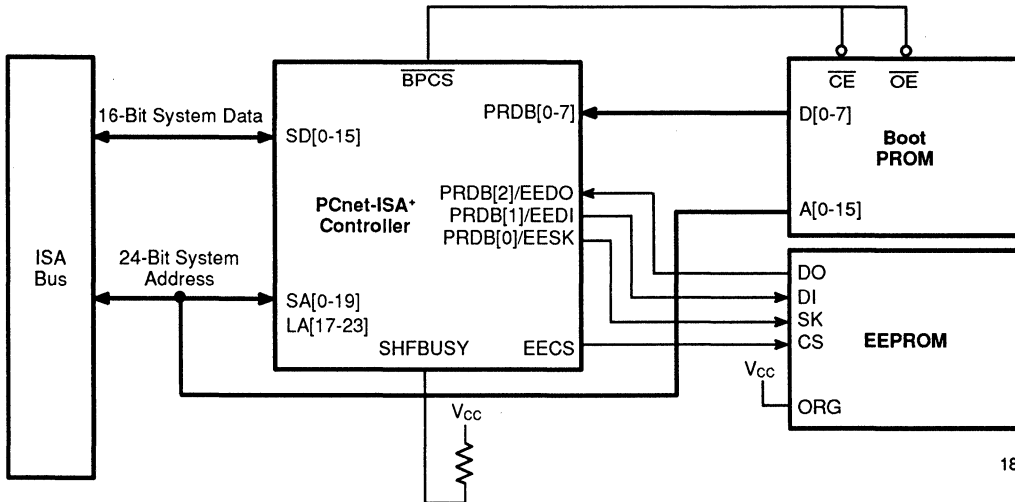 BPCS
CE OE
PRDB[0-7]
D[0-7]
16-Bit System Data
SD[0-15]
Boot
PROM
PCnet-ISA+
Controller
PRDB[2]/EEDO
PRDB[1]/EEDI
PRDB[0]/EESK
A[0-15]
ISA
Bus
24-Bit System
Address
SA[0-19]
LA[17-23]
SHFBUSY
EECS
DO
DI
SK
CS
EEPROM
VCC
ORG
VCC
18